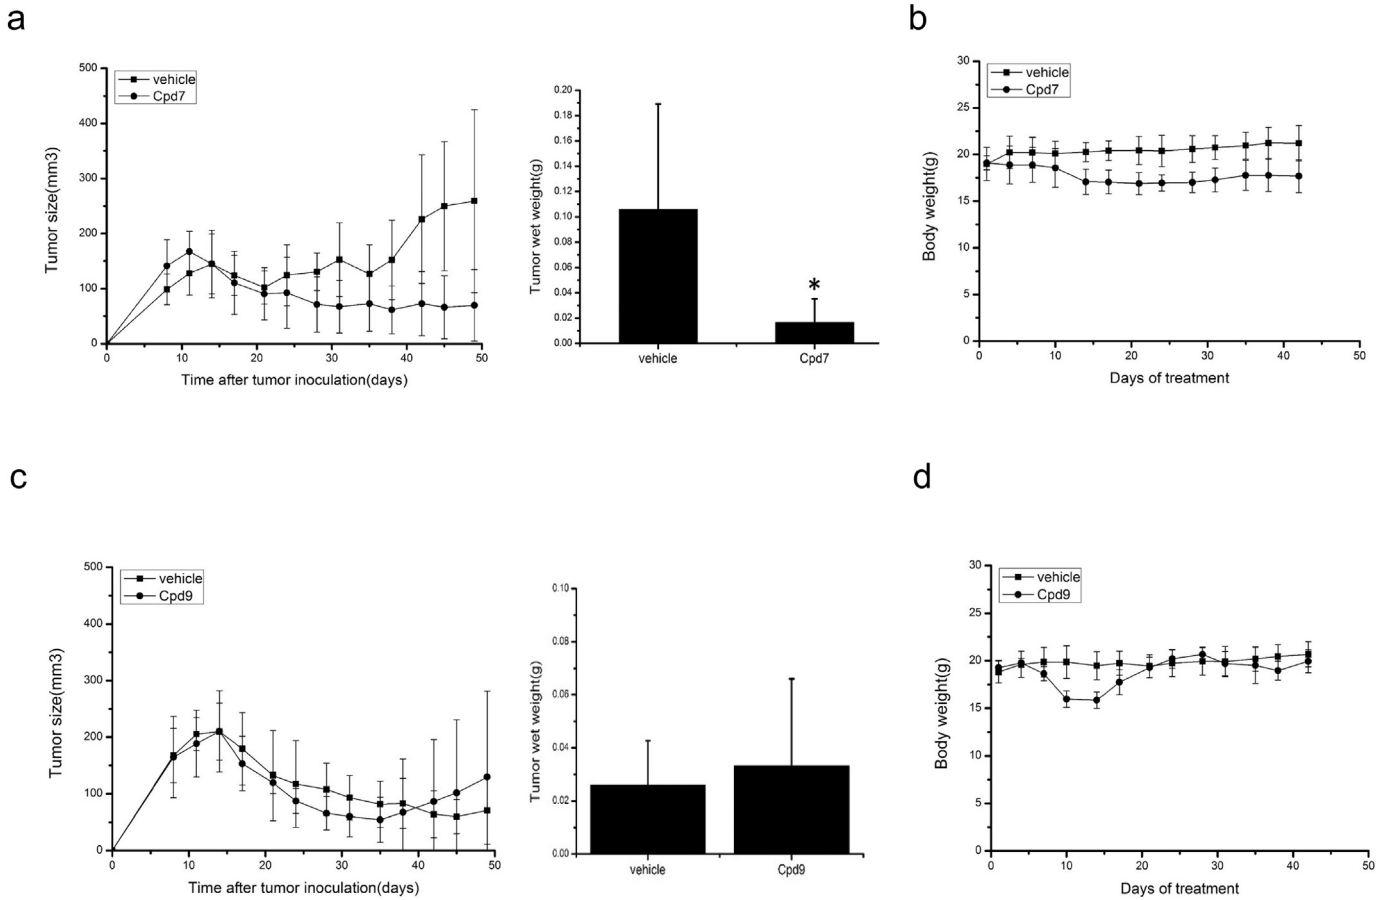 a
500
400
300
200
100
0
0
10
20
30
40
50
Tumor size(mm3)
Time after tumor inoculation(days)
vehicle
Cpd7
0.20
0.18
0.16
0.14
0.12
0.10
0.08
0.06
0.04
0.02
0.00
Tumor wet weight(g)
*
vehicle
Cpd7
b
30
25
20
15
10
5
0
0
10
20
30
40
50
Body weight(g)
Days of treatment
vehicle
Cpd7
c
500
400
300
200
100
0
0
10
20
30
40
50
Tumor size(mm3)
Time after tumor inoculation(days)
vehicle
Cpd9
0.10
0.08
0.06
0.04
0.02
0.00
Tumor wet weight(g)
vehicle
Cpd9
d
30
25
20
15
10
5
0
0
10
20
30
40
50
Body weight(g)
Days of treatment
vehicle
Cpd9